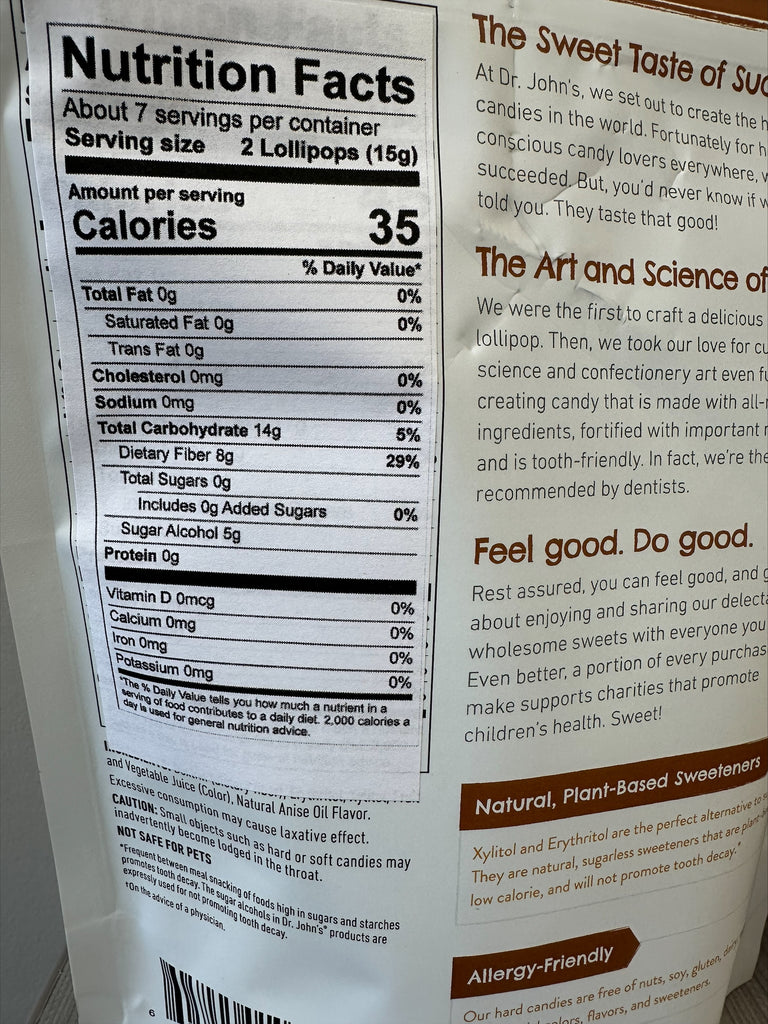 Nutrition Facts
About 7 servings per container
Serving size 2 Lollipops (15g)
Amount per serving
Calories 35
% Daily Value*
Total Fat 0g 0%
Saturated Fat 0g 0%
Trans Fat 0g
Cholesterol 0mg 0%
Sodium 0mg 0%
Total Carbohydrate 14g 5%
Dietary Fiber 8g 29%
Total Sugars 0g
Includes 0g Added Sugars 0%
Sugar Alcohol 5g
Protein 0g
Vitamin D 0mcg 0%
Calcium 0mg 0%
Iron 0mg 0%
Potassium 0mg 0%
*The % Daily Value tells you how much a nutrient in a
serving of food contributes to a daily diet. 2,000 calories a
day is used for general nutrition advice.
and Vegetable Juice (Color), Natural Anise Oil Flavor.
Excessive consumption may cause laxative effect.
CAUTION: Small objects such as hard or soft candies may
inadvertently become lodged in the throat.
NOT SAFE FOR PETS
*Frequent between meal snacking of foods high in sugars and starches
promotes tooth decay. The sugar alcohols in Dr. John's® products are
expressly used for not promoting tooth decay.
†On the advice of a physician.
6
The Sweet Taste of
At Dr. John's, we set out to create the
candies in the world. Fortunately for
conscious candy lovers everywhere,
succeeded. But, you'd never know if
told you. They taste that good!
The Art and Science of
We were the first to craft a delicious
lollipop. Then, we took our love for
science and confectionery art even
creating candy that is made with
ingredients, fortified with important
and is tooth-friendly. In fact, we're
recommended by dentists.
Feel good. Do good.
Rest assured, you can feel good, and
about enjoying and sharing our
wholesome sweets with everyone you
Even better, a portion of every
make supports charities that promote
children's health. Sweet!
Natural, Plant-Based Sweeteners
Xylitol and Erythritol are the perfect alternative to
They are natural, sugarless sweeteners that are
low calorie, and will not promote tooth decay.*
Allergy-Friendly
Our hard candies are free of nuts, soy, gluten,
colors, flavors, and sweeteners.